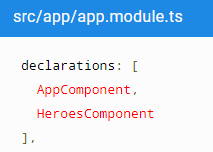 src/app/app.module.ts
declarations: [
AppComponent,
HeroesComponent
],